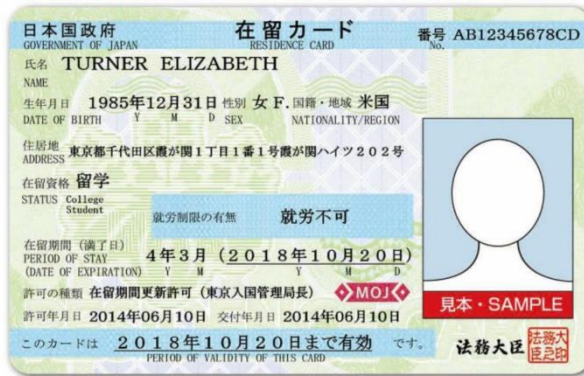 日本国政府 在留カード 番号 AB12345678CD
GOVERNMENT OF JAPAN RESIDENCE CARD No.
氏名 TURNER ELIZABETH
NAME
生年月日 1985年12月31日 性別 女 F. 国籍・地域 米国
DATE OF BIRTH Y M D SEX NATIONALITY/REGION
住居地 東京都千代田区霞が関1丁目1番1号霞が関ハイツ202号
ADDRESS
在留資格 留学
STATUS College
Student
就労制限の有無 就労不可
在留期間(満了日) 4年3月(2018年10月20日)
PERIOD OF STAY
(DATE OF EXPIRATION) Y M Y M D
許可の種類 在留期間更新許可(東京入国管理局長) MOJ
見本・SAMPLE
許可年月日 2014年06月10日 交付年月日 2014年06月10日
このカードは 2018年10月20日まで有効 です。
PERIOD OF VALIDITY OF THIS CARD
法務大臣